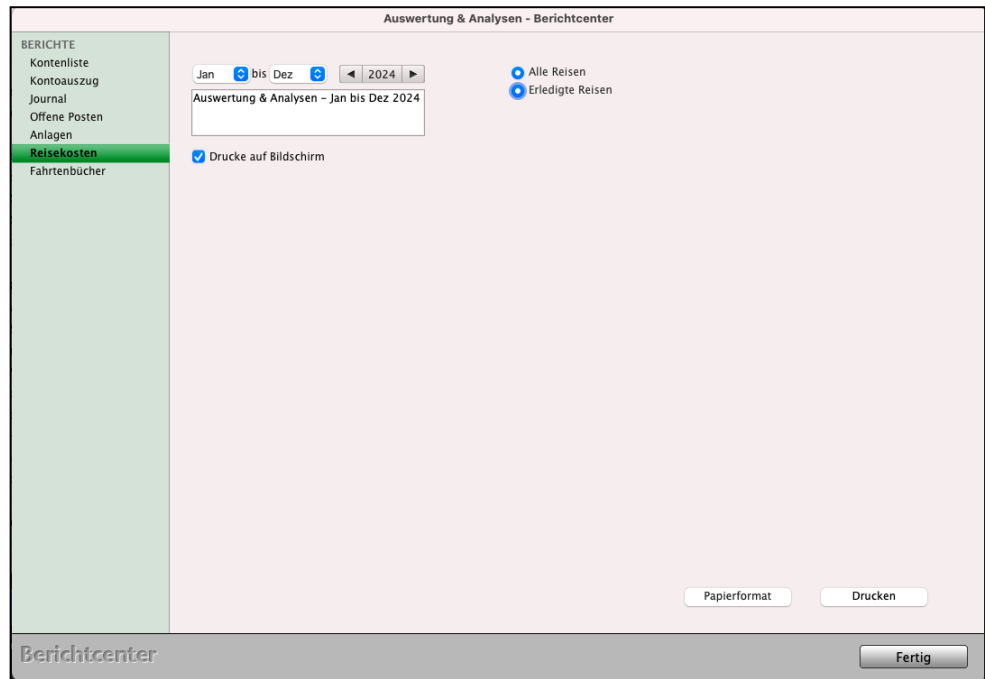 Auswertung & Analysen - Berichtcenter
BERICHTE
Kontenliste
Kontoauszug
Journal
Offene Posten
Anlagen
Reisekosten
Fahrtenbücher
Jan bis Dez 2024
Auswertung & Analysen - Jan bis Dez 2024
Drucke auf Bildschirm
Alle Reisen
Erledigte Reisen
Papierformat Drucken
Berichtcenter Fertig